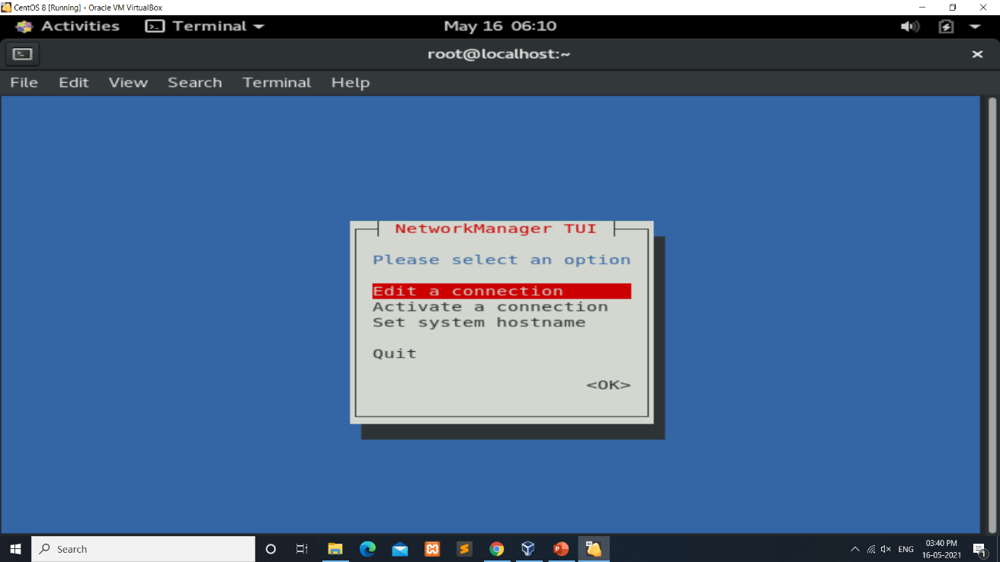 CentOS 8 [Running] - Oracle VM VirtualBox
Activities Terminal May 16 06:10
root@localhost:~
File Edit View Search Terminal Help
NetworkManager TUI
Please select an option
Edit a connection
Activate a connection
Set system hostname
Quit
<OK>
Search
ENG
03:40 PM
16-05-2021
1